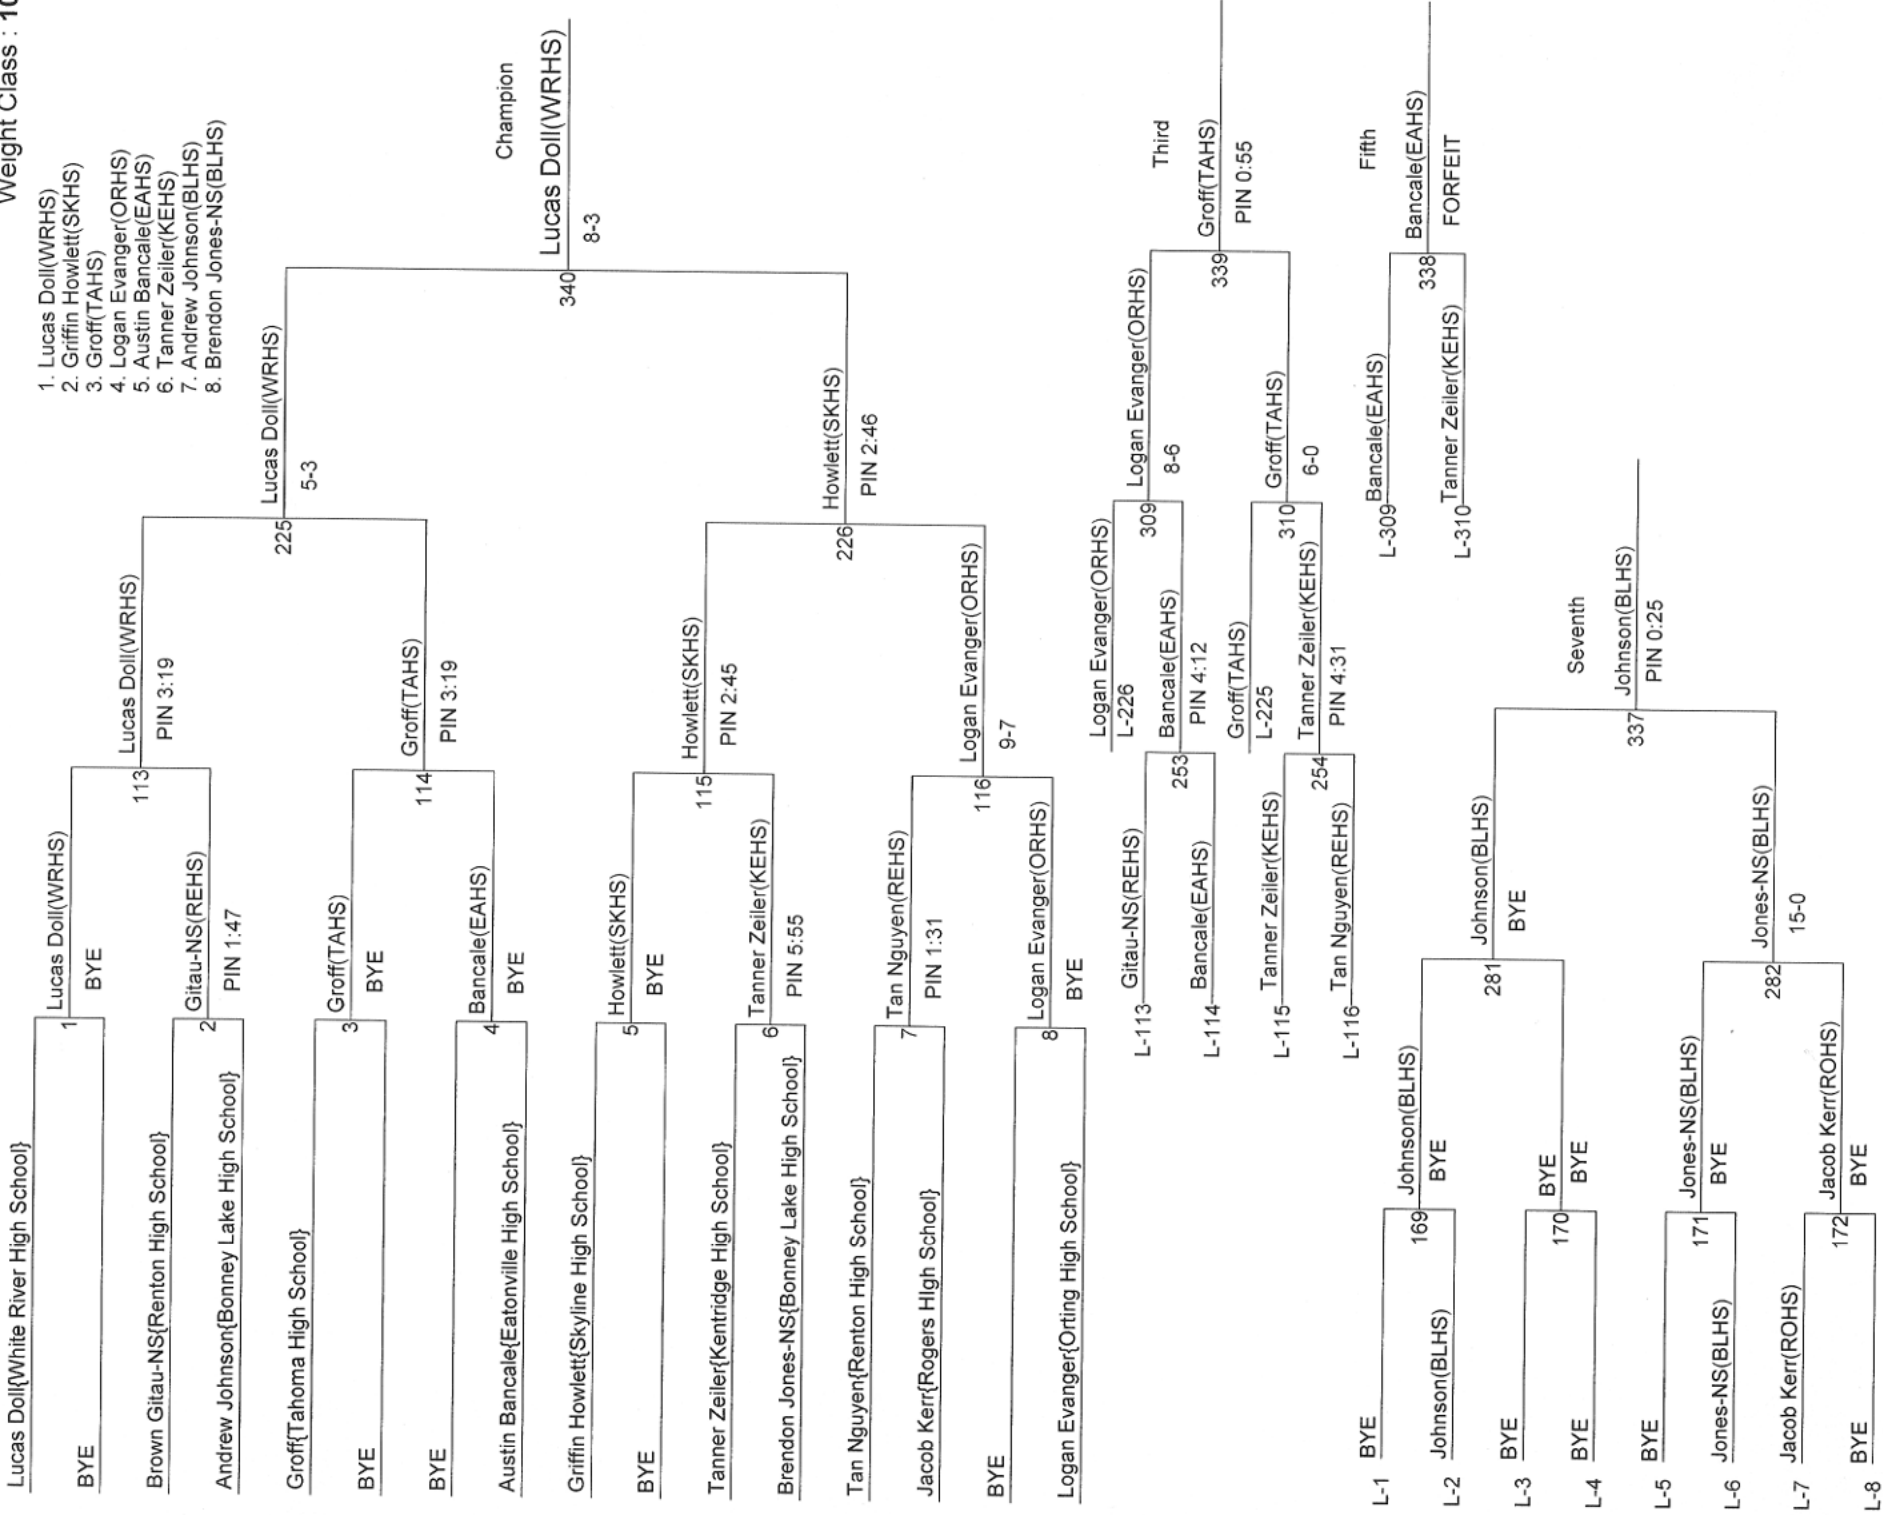 Weight Class : 10
1. Lucas Doll(WRHS)
2. Griffin Howlett(SKHS)
3. Groff(TAHS)
4. Logan Evanger(ORHS)
5. Austin Bancale(EAHS)
6. Tanner Zeiler(KEHS)
7. Andrew Johnson(BLHS)
8. Brendon Jones-NS(BLHS)
Lucas Doll{White River High School}
BYE
Brown Gitau-NS{Renton High School}
Andrew Johnson{Bonney Lake High School}
Groff{Tahoma High School}
BYE
BYE
Austin Bancale{Eatonville High School}
Griffin Howlett{Skyline High School}
BYE
Tanner Zeiler{Kentridge High School}
Brendon Jones-NS{Bonney Lake High School}
Tan Nguyen{Renton High School}
Jacob Kerr{Rogers HIgh School}
BYE
Logan Evanger{Orting High School}
1
Lucas Doll(WRHS)
BYE
2
Gitau-NS(REHS)
PIN 1:47
3
Groff(TAHS)
BYE
4
Bancale(EAHS)
BYE
5
Howlett(SKHS)
BYE
6
Tanner Zeiler(KEHS)
PIN 5:55
7
Tan Nguyen(REHS)
PIN 1:31
8
Logan Evanger(ORHS)
BYE
113
Lucas Doll(WRHS)
PIN 3:19
114
Groff(TAHS)
PIN 3:19
115
Howlett(SKHS)
PIN 2:45
116
Logan Evanger(ORHS)
9-7
225
Lucas Doll(WRHS)
5-3
226
Howlett(SKHS)
PIN 2:46
340
Champion
Lucas Doll(WRHS)
8-3
L-113
Gitau-NS(REHS)
L-114
Bancale(EAHS)
L-115
Tanner Zeiler(KEHS)
L-116
Tan Nguyen(REHS)
Logan Evanger(ORHS)
L-226
253
Bancale(EAHS)
PIN 4:12
Groff(TAHS)
L-225
254
Tanner Zeiler(KEHS)
PIN 4:31
309
Logan Evanger(ORHS)
8-6
310
Groff(TAHS)
6-0
339
Third
Groff(TAHS)
PIN 0:55
L-309
Bancale(EAHS)
L-310
Tanner Zeiler(KEHS)
338
Fifth
Bancale(EAHS)
FORFEIT
L-1
BYE
L-2
Johnson(BLHS)
L-3
BYE
L-4
BYE
L-5
BYE
L-6
Jones-NS(BLHS)
L-7
Jacob Kerr(ROHS)
L-8
BYE
169
Johnson(BLHS)
BYE
170
BYE
BYE
171
Jones-NS(BLHS)
BYE
172
Jacob Kerr(ROHS)
BYE
281
Johnson(BLHS)
BYE
282
Jones-NS(BLHS)
15-0
337
Seventh
Johnson(BLHS)
PIN 0:25